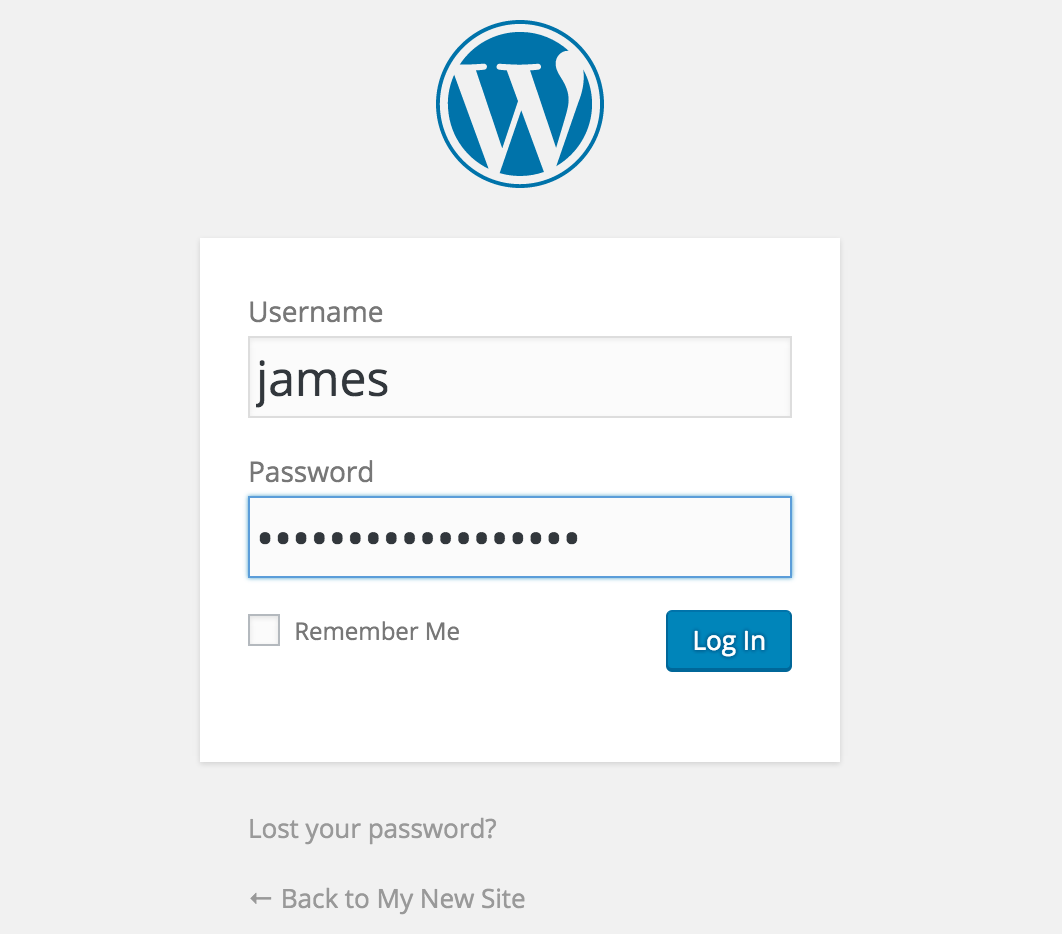 Username
james
Password
••••••••••••••••••
Remember Me
Log In
Lost your password?
← Back to My New Site